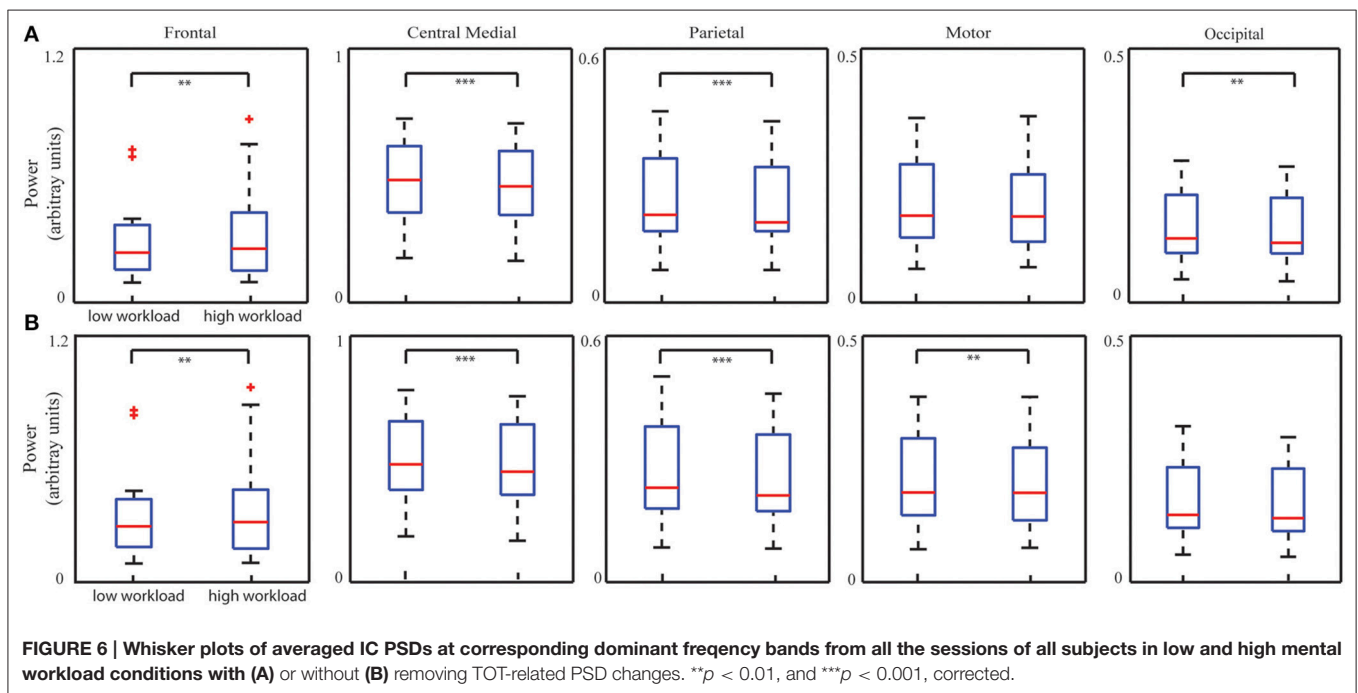 A
Frontal Central Medial Parietal Motor Occipital
1.2 1 0.6 0.5 0.5
** *** *** **
Power
(arbitray units)
0 0 0 0 0
low workload high workload
B
1.2 1 0.6 0.5 0.5
** *** *** **
Power
(arbitray units)
0 0 0 0 0
low workload high workload
FIGURE 6 | Whisker plots of averaged IC PSDs at corresponding dominant freqency bands from all the sessions of all subjects in low and high mental
workload conditions with (A) or without (B) removing TOT-related PSD changes. **p < 0.01, and ***p < 0.001, corrected.